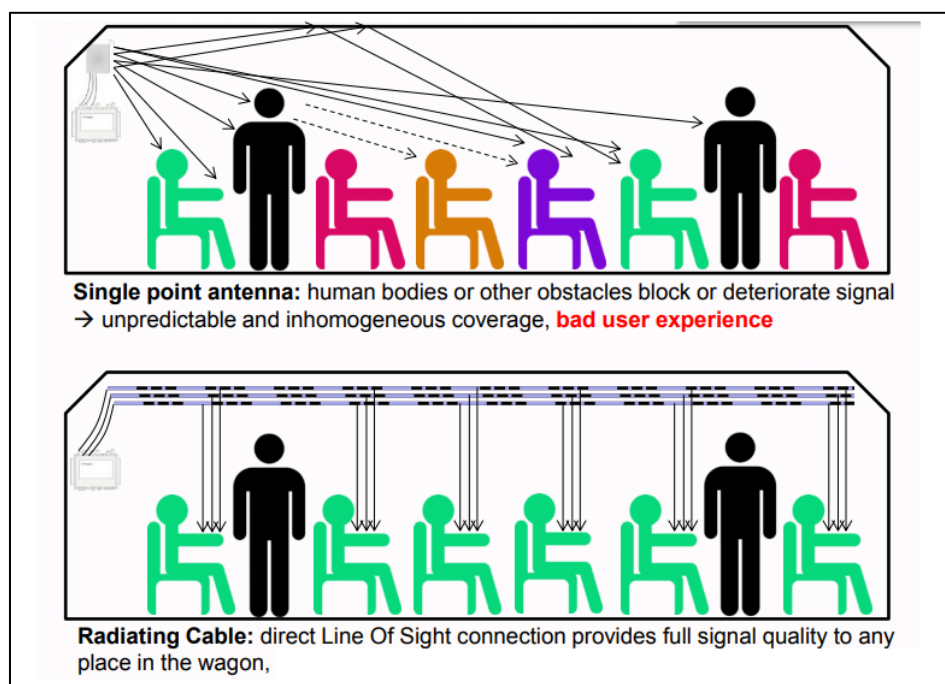 Single point antenna: human bodies or other obstacles block or deteriorate signal
→ unpredictable and inhomogeneous coverage, bad user experience
Radiating Cable: direct Line Of Sight connection provides full signal quality to any
place in the wagon,